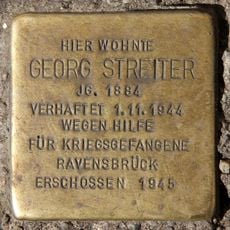 HIER WOHNTE
GEORG STREITER
JG. 1884
VERHAFTET 1.11.1944
WEGEN HILFE
FÜR KRIEGSGEFANGENE
RAVENSBRÜCK
ERSCHOSSEN 1945